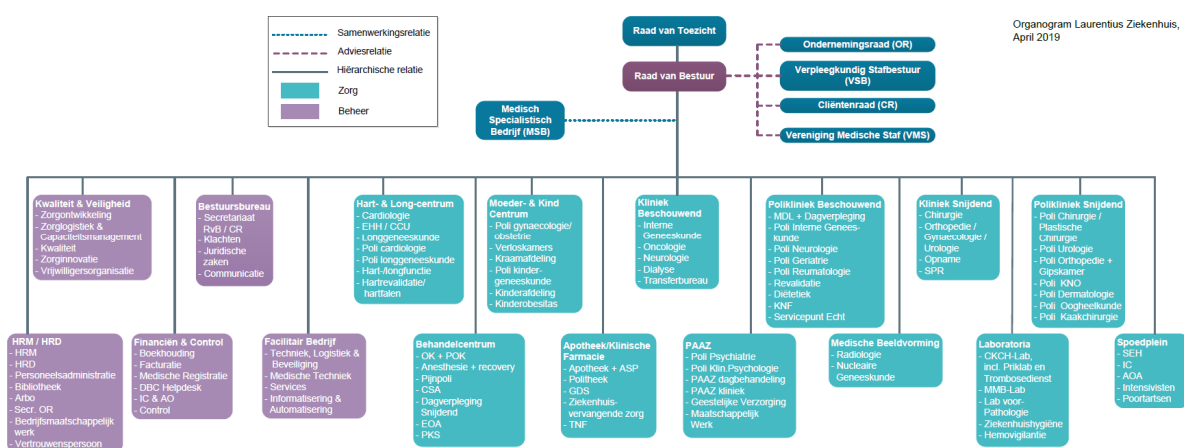 Samenwerkingsrelatie
Adviesrelatie
Hiërarchische relatie
Zorg
Beheer
Raad van Toezicht
Raad van Bestuur
Medisch
Specialistisch
Bedrijf (MSB)
Ondernemingsraad (OR)
Verpleegkundig Stafbestuur
(VSB)
Cliëntenraad (CR)
Vereniging Medische Staf (VMS)
Organogram Laurentius Ziekenhuis,
April 2019
Kwaliteit & Veiligheid
- Zorgontwikkeling
- Zorglogistiek &
Capaciteitsmanagement
- Kwaliteit
- Zorginnovatie
- Vrijwilligersorganisatie
Bestuursbureau
- Secretariaat
RvB / CR
- Klachten
- Juridische
zaken
- Communicatie
Hart- & Long-centrum
- Cardiologie
- EHH / CCU
- Longgeneeskunde
- Poli cardiologie
- Poli longgeneeskunde
- Hart-/longfunctie
- Hartrevalidatie/
hartfalen
Moeder- & Kind
Centrum
- Poli gynaecologie/
obstetrie
- Verloskamers
- Kraamafdeling
- Poli kinder-
geneeskunde
- Kinderafdeling
- Kinderobesitas
Kliniek
Beschouwend
- Interne
Geneeskunde
- Oncologie
- Neurologie
- Dialyse
- Transferbureau
Polikliniek Beschouwend
- MDL + Dagverpleging
- Poli Interne Genees-
kunde
- Poli Neurologie
- Poli Geriatrie
- Poli Reumatologie
- Revalidatie
- Diëtetiek
- KNF
- Servicepunt Echt
Kliniek Snijdend
- Chirurgie
- Orthopedie /
Gynaecologie /
Urologie
- Opname
- SPR
Polikliniek Snijdend
- Poli Chirurgie /
Plastische
Chirurgie
- Poli Urologie
- Poli Orthopedie +
Gipskamer
- Poli KNO
- Poli Dermatologie
- Poli Oogheelkunde
- Poli Kaakchirurgie
HRM / HRD
- HRM
- HRD
- Personeelsadministratie
- Bibliotheek
- Arbo
- Secr. OR
- Bedrijfsmaatschappelijk
werk
- Vertrouwenspersoon
Financiën & Control
- Boekhouding
- Facturatie
- Medische Registratie
- DBC Helpdesk
- IC & AO
- Control
Facilitair Bedrijf
- Techniek, Logistiek &
Beveiliging
- Medische Techniek
- Services
- Informatisering &
Automatisering
Behandelcentrum
- OK + POK
- Anesthesie + recovery
- Pijnpoli
- CSA
- Dagverpleging
Snijdend
- EOA
- PKS
Apotheek/Klinische
Farmacie
- Apotheek + ASP
- Politheek
- GDS
- Ziekenhuis-
vervangende zorg
- TNF
PAAZ
- Poli Psychiatrie
- Poli Klin.Psychologie
- PAAZ dagbehandeling
- PAAZ kliniek
- Geestelijke Verzorging
- Maatschappelijk
Werk
Medische Beeldvorming
- Radiologie
- Nucleaire
Geneeskunde
Laboratoria
- CKCH-Lab,
incl. Priklab en
Trombosedienst
- MMB-Lab
- Lab voor-
Pathologie
- Ziekenhuishygiëne
- Hemovigilantie
Spoedplein
- SEH
- IC
- AOA
- Intensivisten
- Poortartsen